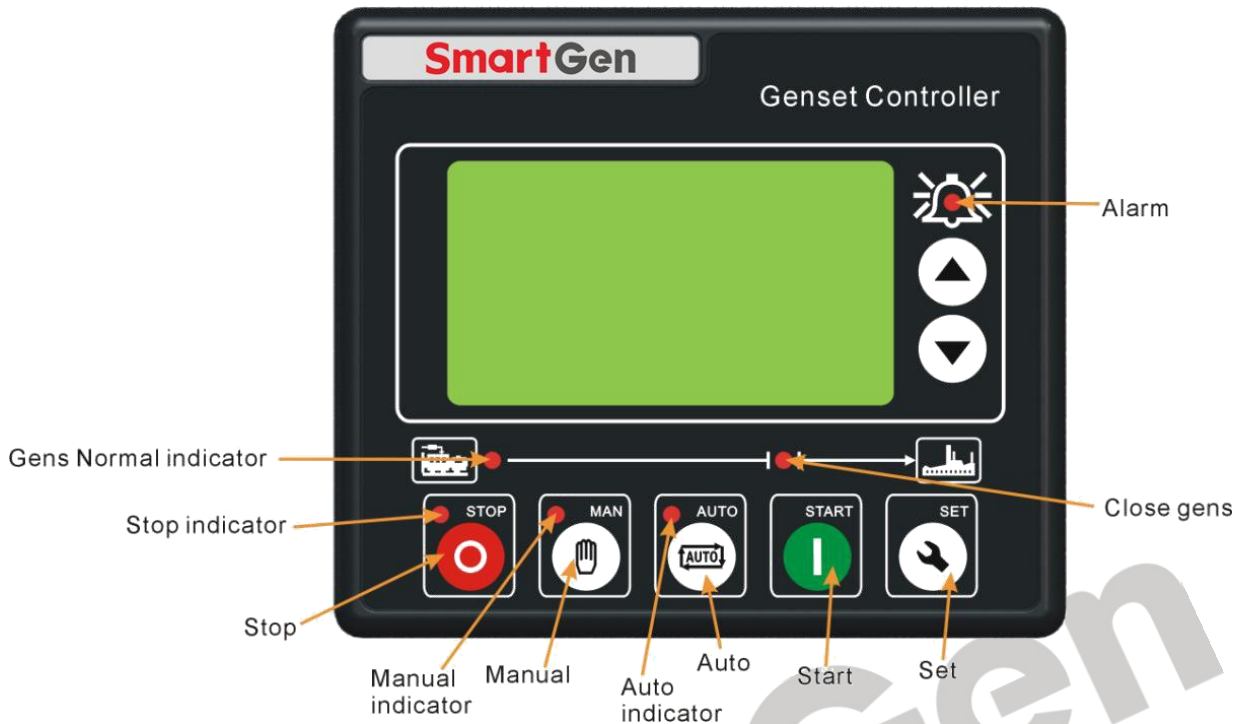 SmartGen
Genset Controller
Alarm
Gens Normal indicator
Close gens
Stop indicator
STOP
MAN
AUTO
START
SET
AUTO
Stop
Manual
indicator
Manual
Auto
indicator
Auto
Start
Set
Gen